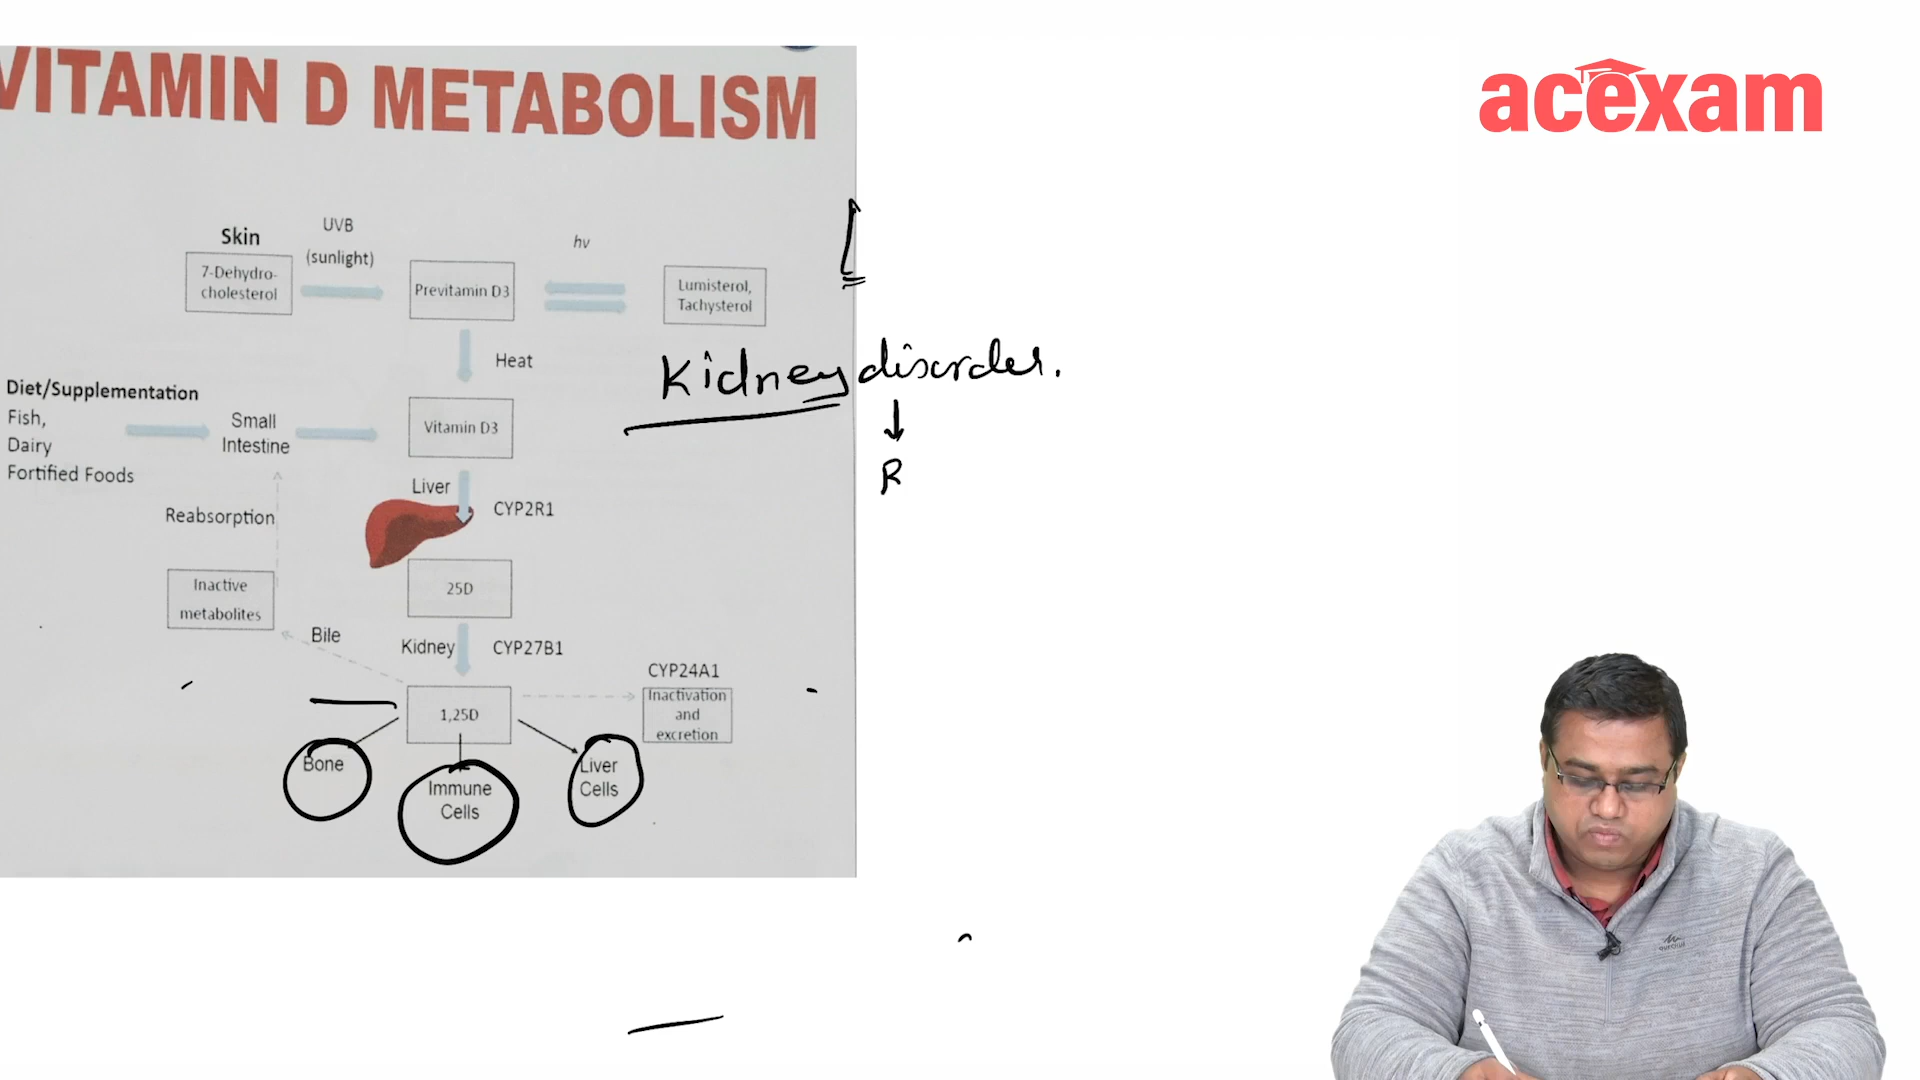 VITAMIN D METABOLISM
acexam
Skin
UVB
(sunlight)
hv
7-Dehydro-
cholesterol
Previtamin D3
Lumisterol,
Tachysterol
Heat
Kidney disorder.
R
Diet/Supplementation
Fish,
Dairy
Fortified Foods
Small
Intestine
Vitamin D3
Liver
CYP2R1
Reabsorption
25D
Inactive
metabolites
Bile
Kidney
CYP27B1
CYP24A1
Inactivation
and
excretion
1,25D
Bone
Immune
Cells
Liver
Cells